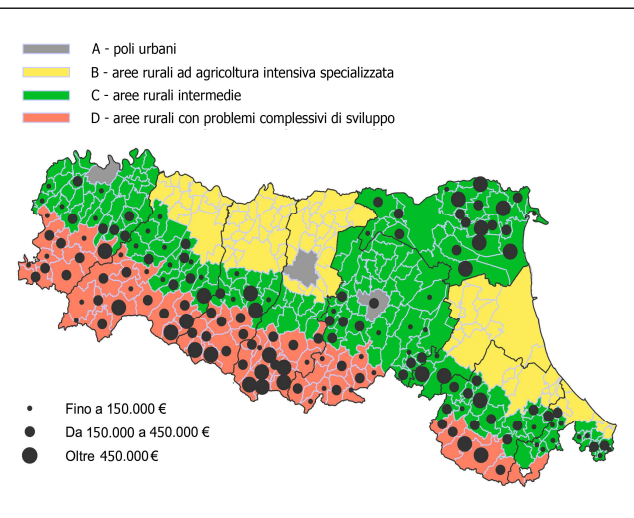 A - poli urbani
B - aree rurali ad agricoltura intensiva specializzata
C - aree rurali intermedie
D - aree rurali con problemi complessivi di sviluppo
Fino a 150.000 €
Da 150.000 a 450.000 €
Oltre 450.000 €